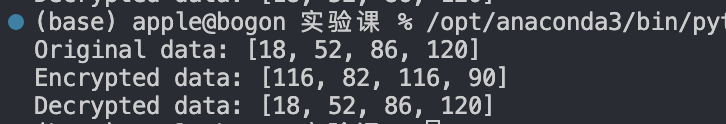 (base) apple@bogon 实验课 % /opt/anaconda3/bin/pyt
Original data: [18, 52, 86, 120]
Encrypted data: [116, 82, 116, 90]
Decrypted data: [18, 52, 86, 120]